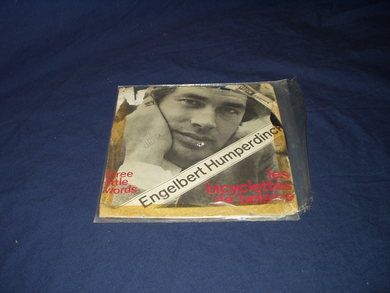 Engelbert Humperdinck
three
little
words
les
bicyclettes
de belsize